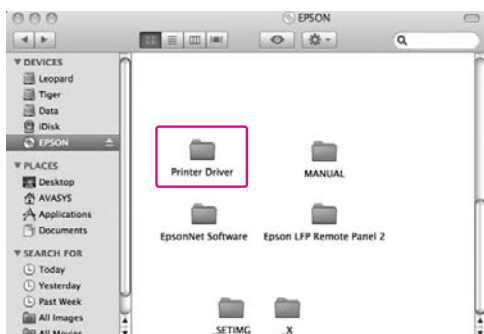 EPSON
DEVICES
Leopard
Tiger
Data
iDisk
EPSON
PLACES
Desktop
AVASYS
Applications
Documents
SEARCH FOR
Today
Yesterday
Past Week
All Images
All Movies
Printer Driver
MANUAL
EpsonNet Software
Epson LFP Remote Panel 2
_SETIMG
_X